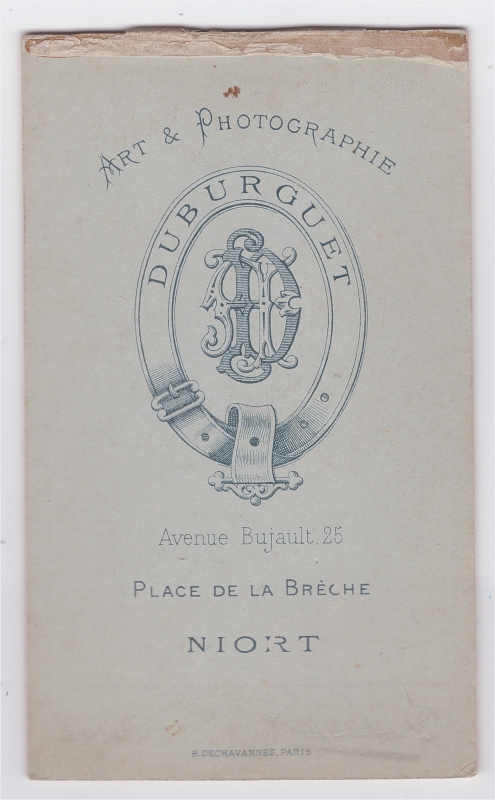 ART & PHOTOGRAPHIE
DUBURGUET
Avenue Bujault, 25
PLACE DE LA BRÈCHE
NIORT
R. DECHAVANNES, PARIS